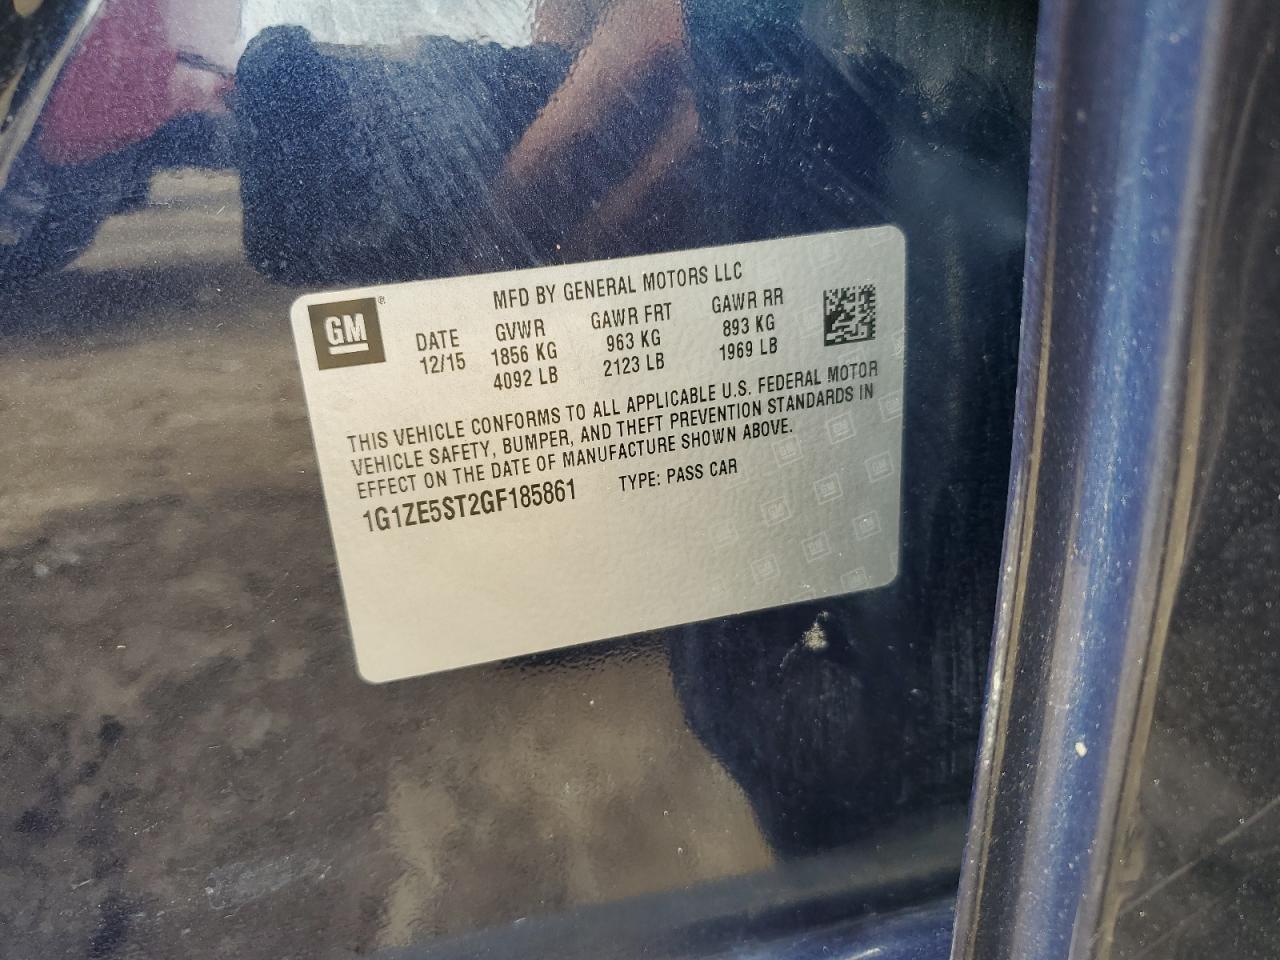 MFD BY GENERAL MOTORS LLC
GM®
DATE GVWR GAWR FRT GAWR RR
12/15 1856 KG 963 KG 893 KG
4092 LB 2123 LB 1969 LB
THIS VEHICLE CONFORMS TO ALL APPLICABLE U.S. FEDERAL MOTOR
VEHICLE SAFETY, BUMPER, AND THEFT PREVENTION STANDARDS IN
EFFECT ON THE DATE OF MANUFACTURE SHOWN ABOVE.
1G1ZE5ST2GF185861 TYPE: PASS CAR